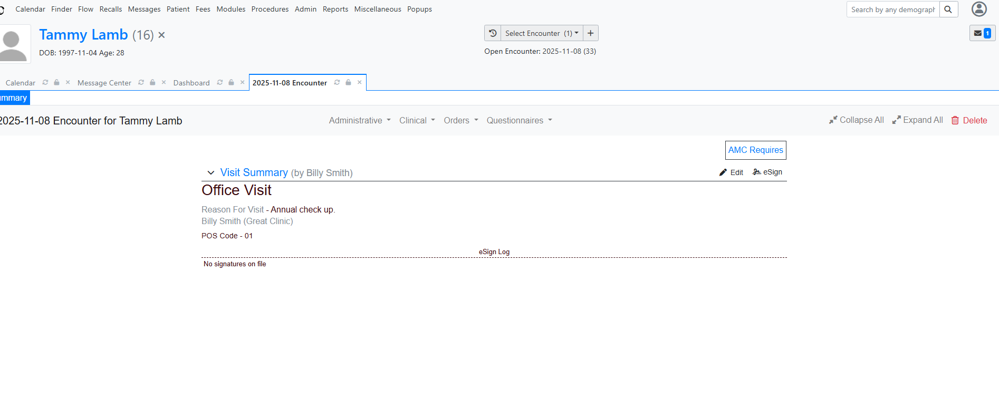 Calendar Finder Flow Recalls Messages Patient Fees Modules Procedures Admin Reports Miscellaneous Popups
Search by any demograph
Tammy Lamb (16)
Select Encounter (1)
1
DOB: 1997-11-04 Age: 28
Open Encounter: 2025-11-08 (33)
Calendar Message Center Dashboard 2025-11-08 Encounter
ummary
2025-11-08 Encounter for Tammy Lamb
Administrative Clinical Orders Questionnaires
Collapse All Expand All Delete
AMC Requires
Visit Summary (by Billy Smith)
Edit eSign
Office Visit
Reason For Visit - Annual check up.
Billy Smith (Great Clinic)
POS Code - 01
eSign Log
No signatures on file